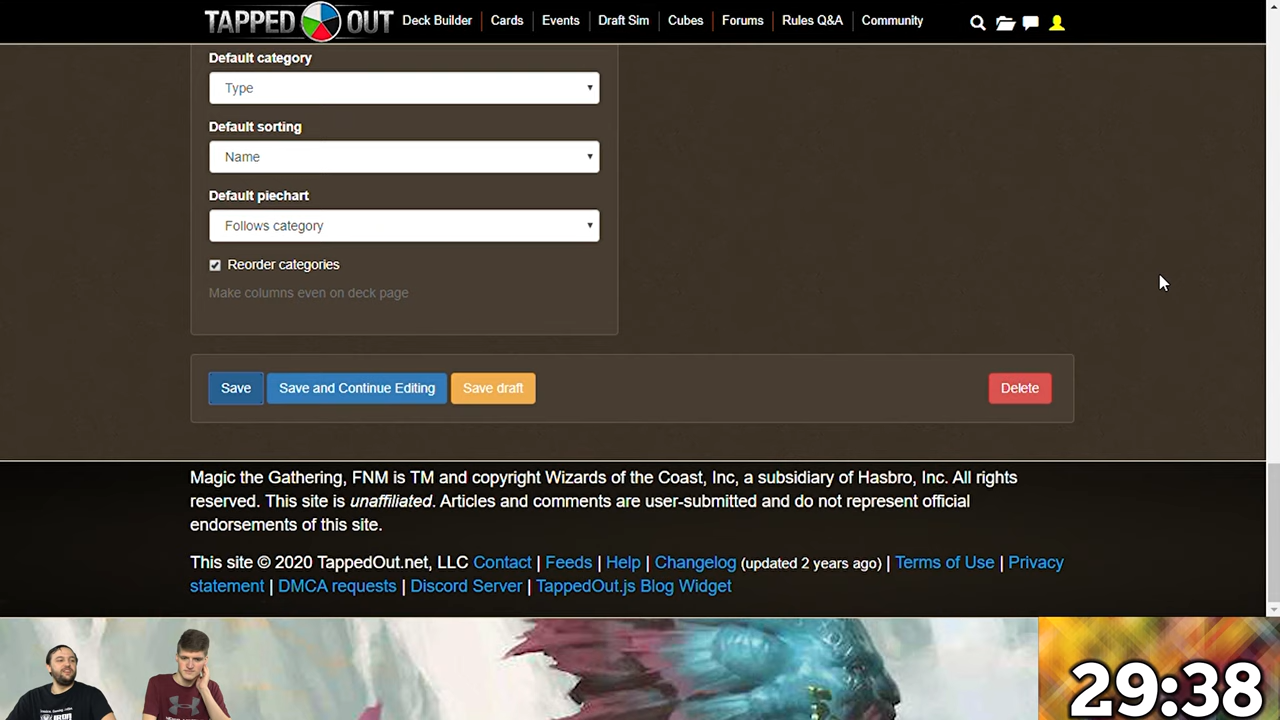 TAPPED OUT
Deck Builder Cards Events Draft Sim Cubes Forums Rules Q&A Community
Default category
Type
Default sorting
Name
Default piechart
Follows category
Reorder categories
Make columns even on deck page
Save Save and Continue Editing Save draft Delete
Magic the Gathering, FNM is TM and copyright Wizards of the Coast, Inc, a subsidiary of Hasbro, Inc. All rights
reserved. This site is unaffiliated. Articles and comments are user-submitted and do not represent official
endorsements of this site.
This site © 2020 TappedOut.net, LLC Contact | Feeds | Help | Changelog (updated 2 years ago) | Terms of Use | Privacy
statement | DMCA requests | Discord Server | TappedOut.js Blog Widget
29:38